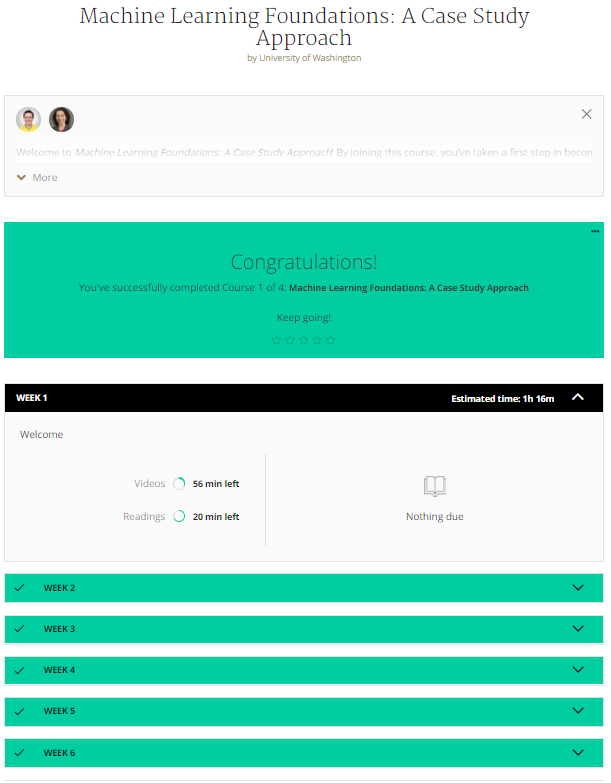 Machine Learning Foundations: A Case Study
Approach
by University of Washington
Welcome to Machine Learning Foundations: A Case Study Approach! By joining this course, you've taken a first step in becom
More
Congratulations!
You've successfully completed Course 1 of 4: Machine Learning Foundations: A Case Study Approach
Keep going!
WEEK 1 Estimated time: 1h 16m
Welcome
Videos 56 min left
Readings 20 min left
Nothing due
WEEK 2
WEEK 3
WEEK 4
WEEK 5
WEEK 6